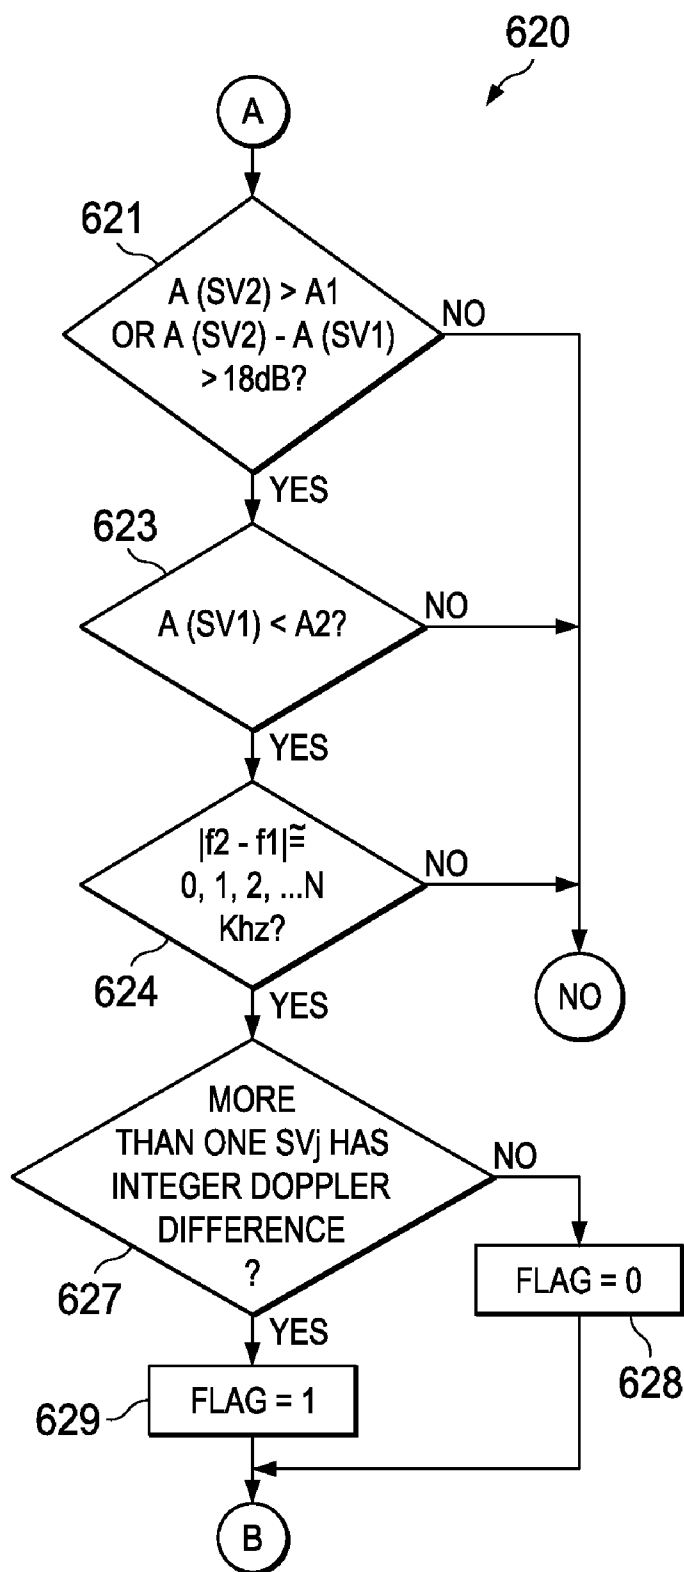 620
A
621
A (SV2) > A1
OR A (SV2) - A (SV1)
> 18dB?
NO
YES
623
A (SV1) < A2?
NO
YES
|f2 - f1| ≅
0, 1, 2, ...N
Khz?
NO
624
YES
NO
MORE
THAN ONE SVj HAS
INTEGER DOPPLER
DIFFERENCE
?
NO
627
YES
FLAG = 0
628
FLAG = 1
629
B